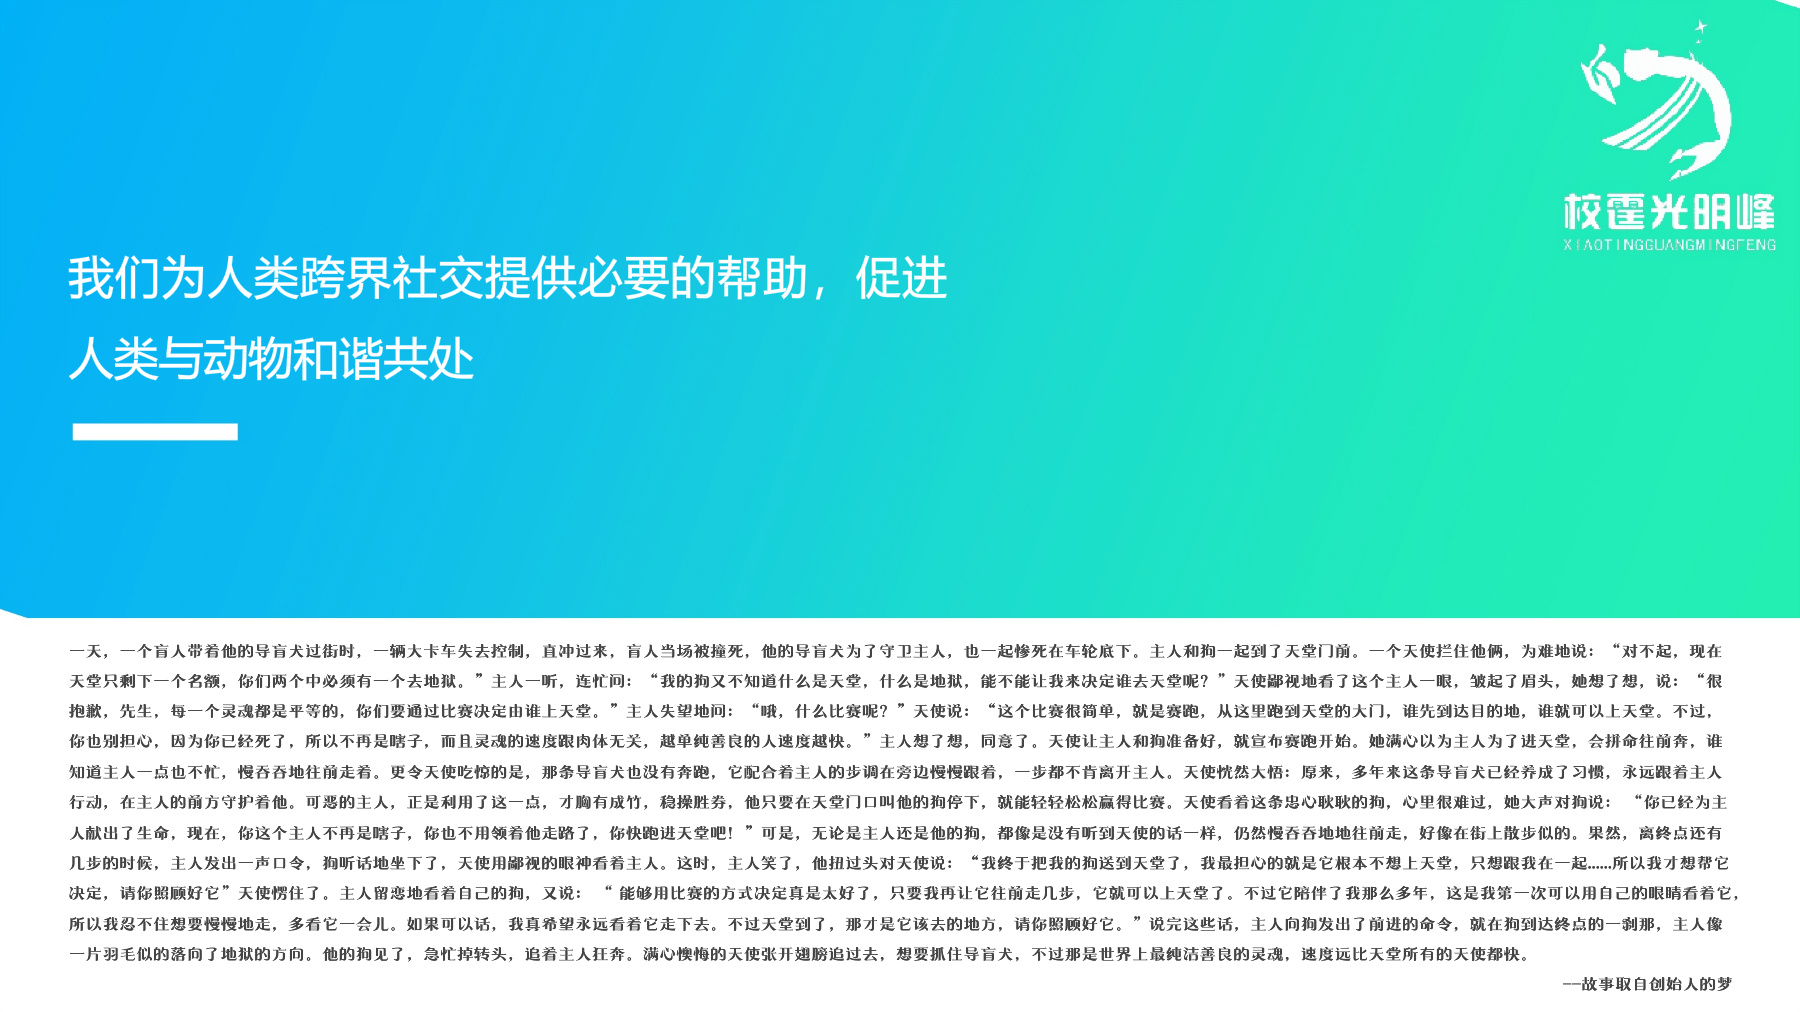 校霆光明峰
XIAOTINGGUANGMINGFENG
我们为人类跨界社交提供必要的帮助，促进
人类与动物和谐共处
一天，一个盲人带着他的导盲犬过街时，一辆大卡车失去控制，直冲过来，盲人当场被撞死，他的导盲犬为了守卫主人，也一起惨死在车轮底下。主人和狗一起到了天堂门前。一个天使拦住他俩，为难地说：“对不起，现在
天堂只剩下一个名额，你们两个中必须有一个去地狱。”主人一听，连忙问：“我的狗又不知道什么是天堂，什么是地狱，能不能让我来决定谁去天堂呢？”天使鄙视地看了这个主人一眼，皱起了眉头，她想了想，说：“很
抱歉，先生，每一个灵魂都是平等的，你们要通过比赛决定由谁上天堂。”主人失望地问：“哦，什么比赛呢？”天使说：“这个比赛很简单，就是赛跑，从这里跑到天堂的大门，谁先到达目的地，谁就可以上天堂。不过，
你也别担心，因为你已经死了，所以不再是瞎子，而且灵魂的速度跟肉体无关，越单纯善良的人速度越快。”主人想了想，同意了。天使让主人和狗准备好，就宣布赛跑开始。她满心以为主人为了进天堂，会拼命往前奔，谁
知道主人一点也不忙，慢吞吞地往前走着。更令天使吃惊的是，那条导盲犬也没有奔跑，它配合着主人的步调在旁边慢慢跟着，一步都不肯离开主人。天使恍然大悟：原来，多年来这条导盲犬已经养成了习惯，永远跟着主人
行动，在主人的前方守护着他。可恶的主人，正是利用了这一点，才胸有成竹，稳操胜券，他只要在天堂门口叫他的狗停下，就能轻轻松松赢得比赛。天使看着这条忠心耿耿的狗，心里很难过，她大声对狗说： “你已经为主
人献出了生命，现在，你这个主人不再是瞎子，你也不用领着他走路了，你快跑进天堂吧！”可是，无论是主人还是他的狗，都像是没有听到天使的话一样，仍然慢吞吞地地往前走，好像在街上散步似的。果然，离终点还有
几步的时候，主人发出一声口令，狗听话地坐下了，天使用鄙视的眼神看着主人。这时，主人笑了，他扭过头对天使说：“我终于把我的狗送到天堂了，我最担心的就是它根本不想上天堂，只想跟我在一起......所以我才想帮它
决定，请你照顾好它”天使愣住了。主人留恋地看着自己的狗，又说： “ 能够用比赛的方式决定真是太好了，只要我再让它往前走几步，它就可以上天堂了。不过它陪伴了我那么多年，这是我第一次可以用自己的眼睛看着它，
所以我忍不住想要慢慢地走，多看它一会儿。如果可以话，我真希望永远看着它走下去。不过天堂到了，那才是它该去的地方，请你照顾好它。”说完这些话，主人向狗发出了前进的命令，就在狗到达终点的一刹那，主人像
一片羽毛似的落向了地狱的方向。他的狗见了，急忙掉转头，追着主人狂奔。满心懊悔的天使张开翅膀追过去，想要抓住导盲犬，不过那是世界上最纯洁善良的灵魂，速度远比天堂所有的天使都快。
--故事取自创始人的梦